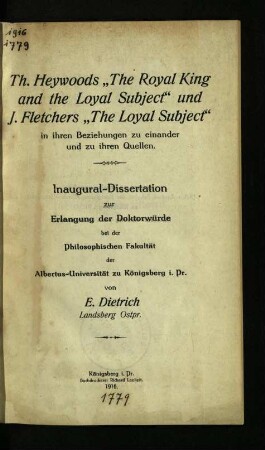 1916
1779
Th. Heywoods „The Royal King
and the Loyal Subject“ und
J. Fletchers „The Loyal Subject“
in ihren Beziehungen zu einander
und zu ihren Quellen.
Inaugural-Dissertation
zur
Erlangung der Doktorwürde
bei der
Philosophischen Fakultät
der
Albertus-Universität zu Königsberg i. Pr.
von
E. Dietrich
Landsberg Ostpr.
Königsberg i. Pr.
Buchdruckerei Richard
1916.
1779